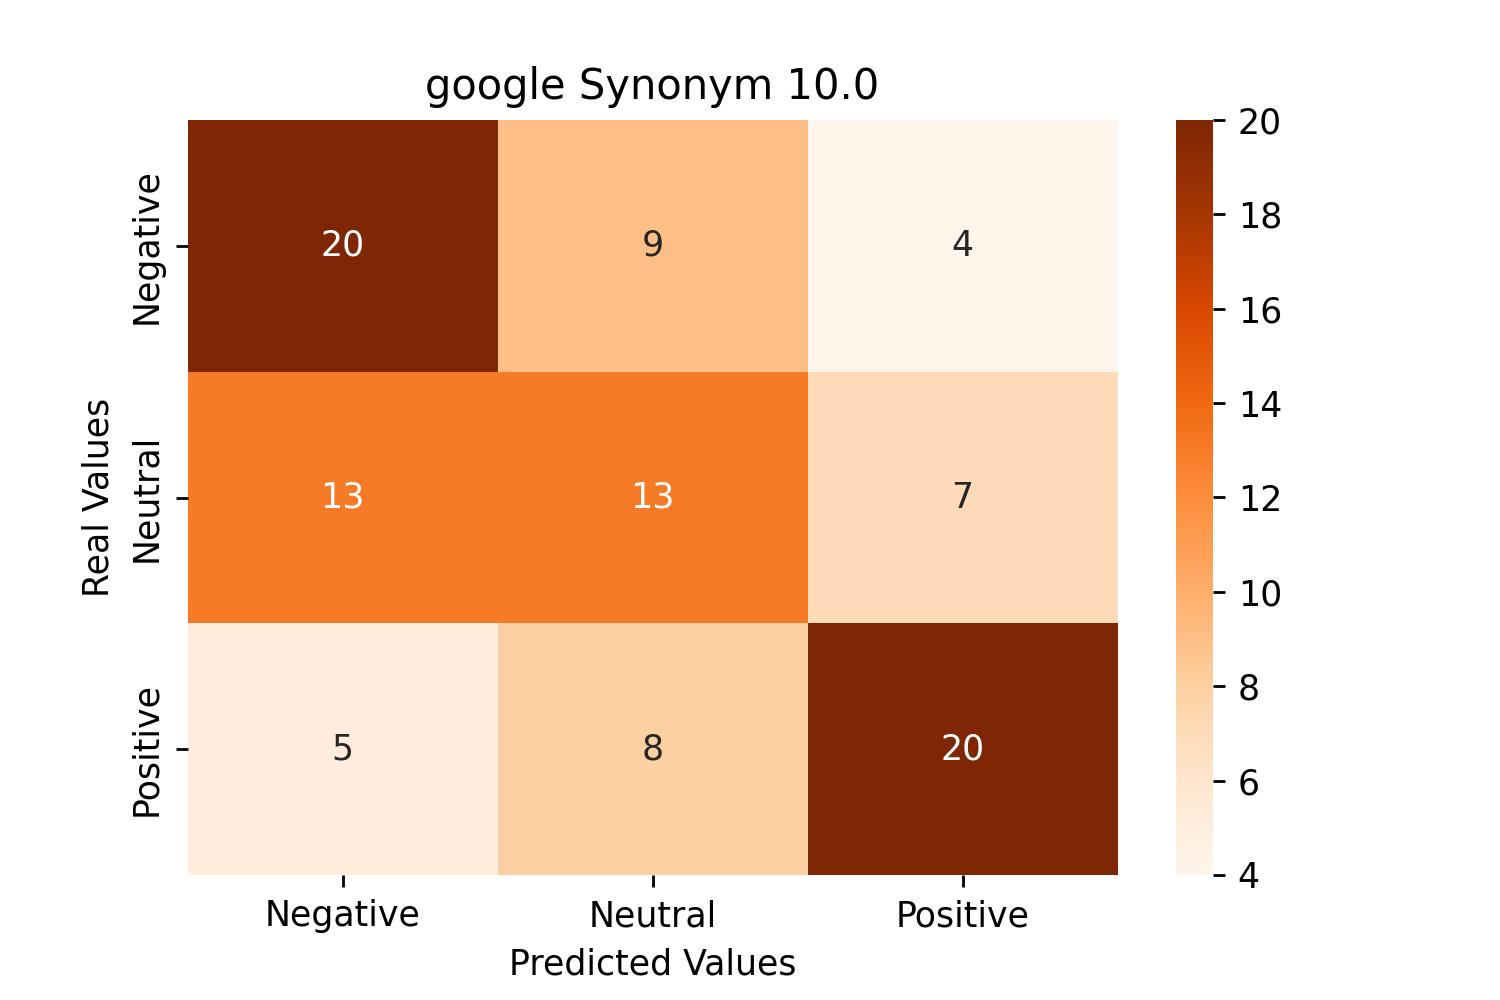 google Synonym 10.0
Real Values
Negative
20 9 4
Neutral
13 13 7
Positive
5 8 20
Negative Neutral Positive
Predicted Values
20
18
16
14
12
10
8
6
4